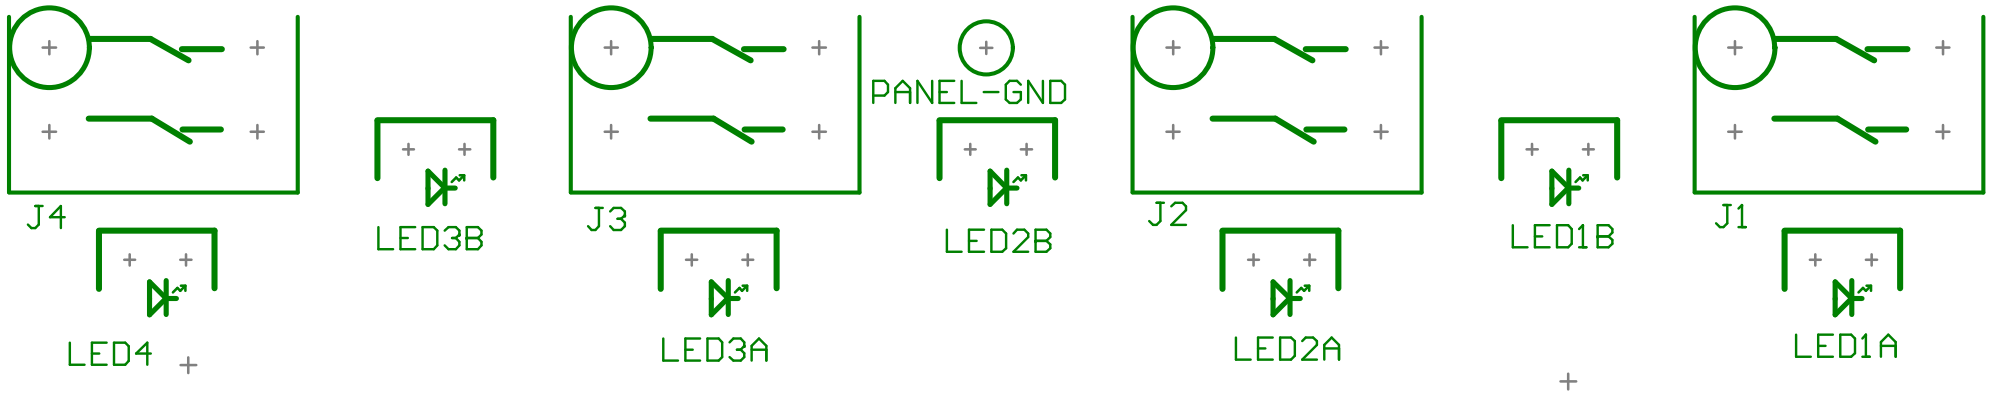 PANEL-GND
J4
LED3B
J3
LED2B
J2
LED1B
J1
LED4
LED3A
LED2A
LED1A